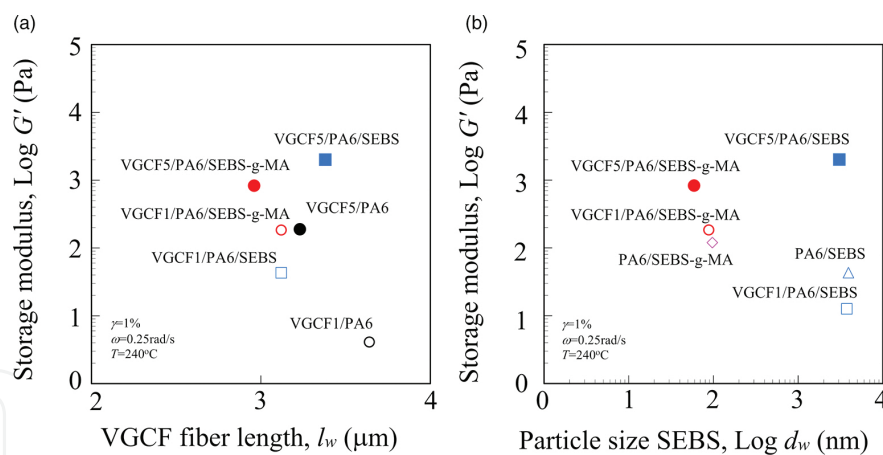 (a)
5
4
3
2
1
0
2
3
4
Storage modulus, Log G′ (Pa)
VGCF5/PA6/SEBS
VGCF5/PA6/SEBS-g-MA
VGCF1/PA6/SEBS-g-MA
VGCF5/PA6
VGCF1/PA6/SEBS
VGCF1/PA6
γ=1%
ω=0.25rad/s
T=240°C
VGCF fiber length, lw (μm)
(b)
5
4
3
2
1
0
0
1
2
3
4
Storage modulus, Log G′ (Pa)
VGCF5/PA6/SEBS
VGCF5/PA6/SEBS-g-MA
VGCF1/PA6/SEBS-g-MA
PA6/SEBS-g-MA
PA6/SEBS
VGCF1/PA6/SEBS
γ=1%
ω=0.25rad/s
T=240°C
Particle size SEBS, Log dw (nm)